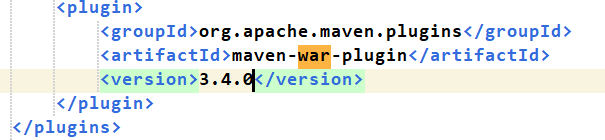 <plugin>
<groupId>org.apache.maven.plugins</groupId>
<artifactId>maven-war-plugin</artifactId>
<version>3.4.0</version>
</plugin>
</plugins>